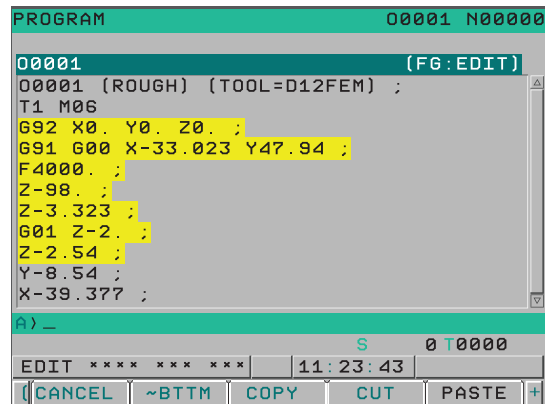 PROGRAM O0001 N00000
O0001 (FG:EDIT)
O0001 (ROUGH) (TOOL=D12FEM) ;
T1 M06
G92 X0. Y0. Z0. ;
G91 G00 X-33.023 Y47.94 ;
F4000. ;
Z-98. ;
Z-3.323 ;
G01 Z-2. ;
Z-2.54 ;
Y-8.54 ;
X-39.377 ;
A)_
S 0 T0000
EDIT **** *** *** 11:23:43
( CANCEL ~BTTM COPY CUT PASTE +